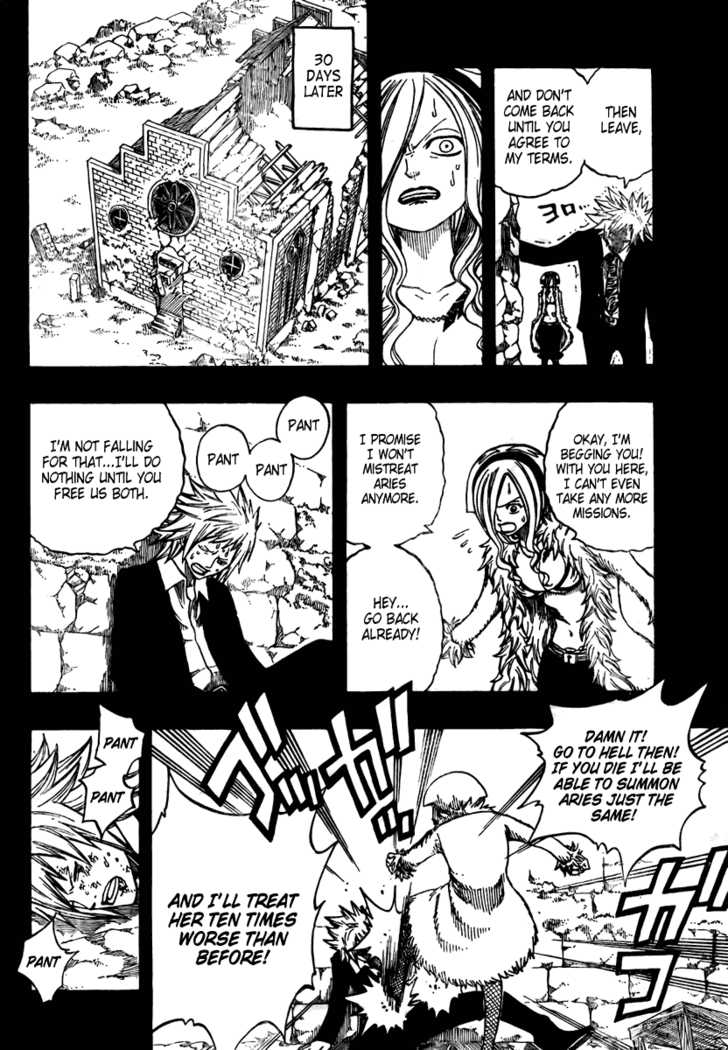 THEN
LEAVE,
AND DON'T
COME BACK
UNTIL YOU
AGREE TO
MY TERMS.
ヨロ...
30
DAYS
LATER
OKAY, I'M
BEGGING YOU!
WITH YOU HERE,
I CAN'T EVEN
TAKE ANY MORE
MISSIONS.
I PROMISE
I WON'T
MISTREAT
ARIES
ANYMORE.
HEY...
GO BACK
ALREADY!
PANT
PANT
PANT
I'M NOT FALLING
FOR THAT...I'LL DO
NOTHING UNTIL YOU
FREE US BOTH.
DAMN IT!
GO TO HELL THEN!
IF YOU DIE I'LL BE
ABLE TO SUMMON
ARIES JUST
THE SAME!
ガ
コ
ガッ
AND I'LL TREAT
HER TEN TIMES
WORSE THAN
BEFORE!
PANT
PANT
PANT